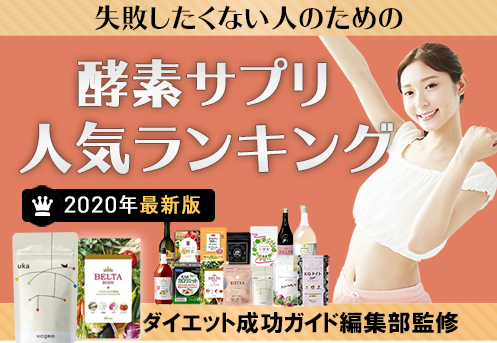 失敗したくない人のための
酵素サプリ
人気ランキング
2020年最新版
uka
HICORIO
BELTA
BODY
ダイエット成功ガイド編集部監修